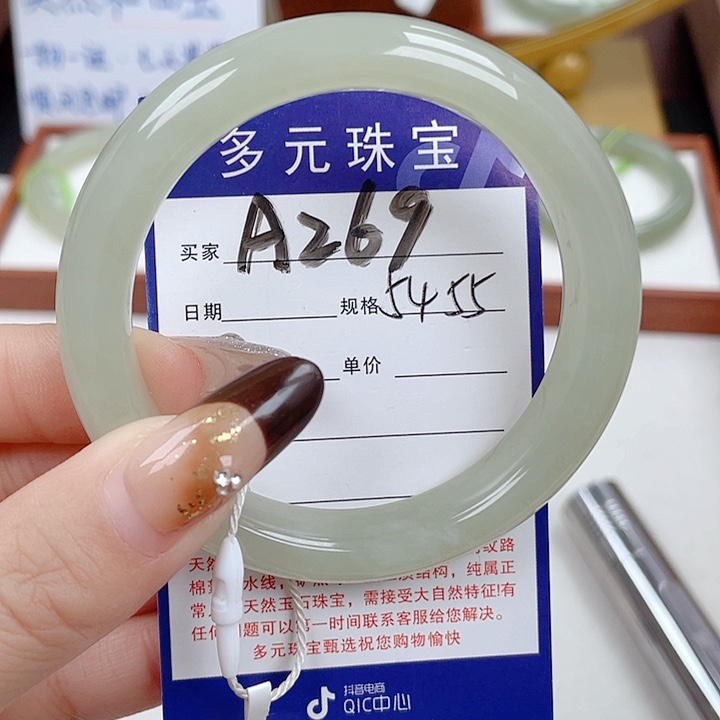 多元珠宝
买家 A269
日期 规格 54 55
单价
天然
棉 水线, 结构，纯属正
常 天然玉石珠宝，需接受大自然特征!有
任 问题可以 一时间联系客服给您解决。
多元珠宝甄选祝您购物愉快
抖音电商
QIC中心